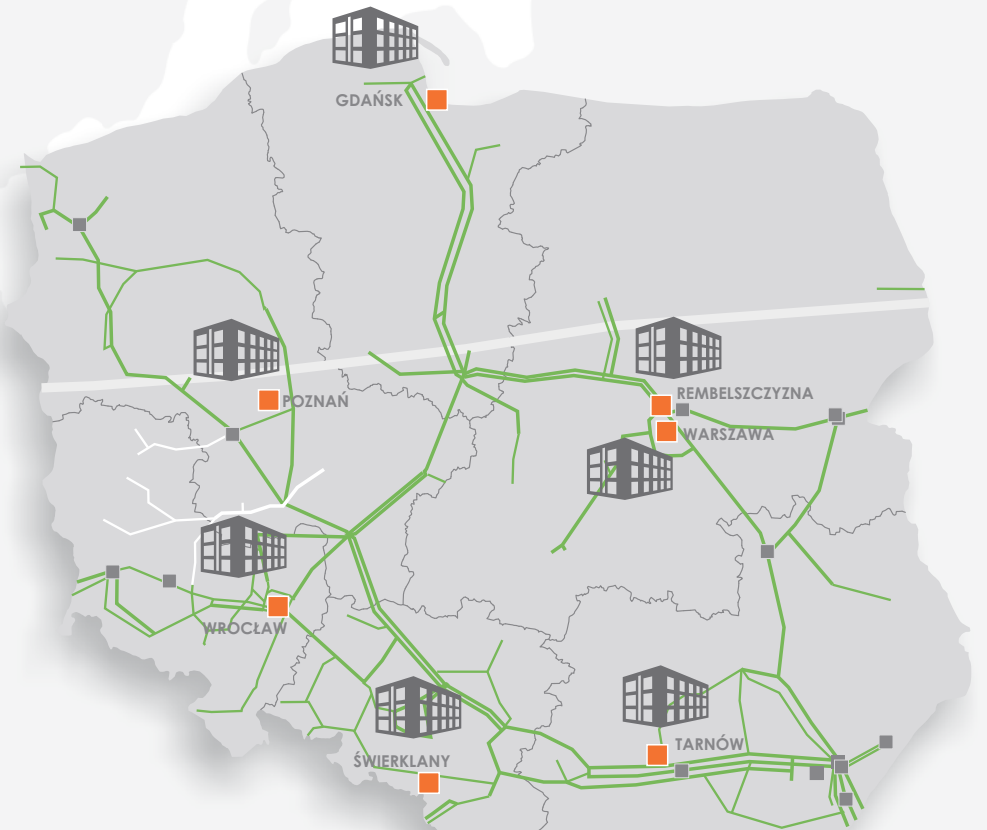 GDAŃSK
POZNAŃ
REMBELSZCZYZNA
WARSZAWA
WROCŁAW
TARNÓW
ŚWIERKLANY